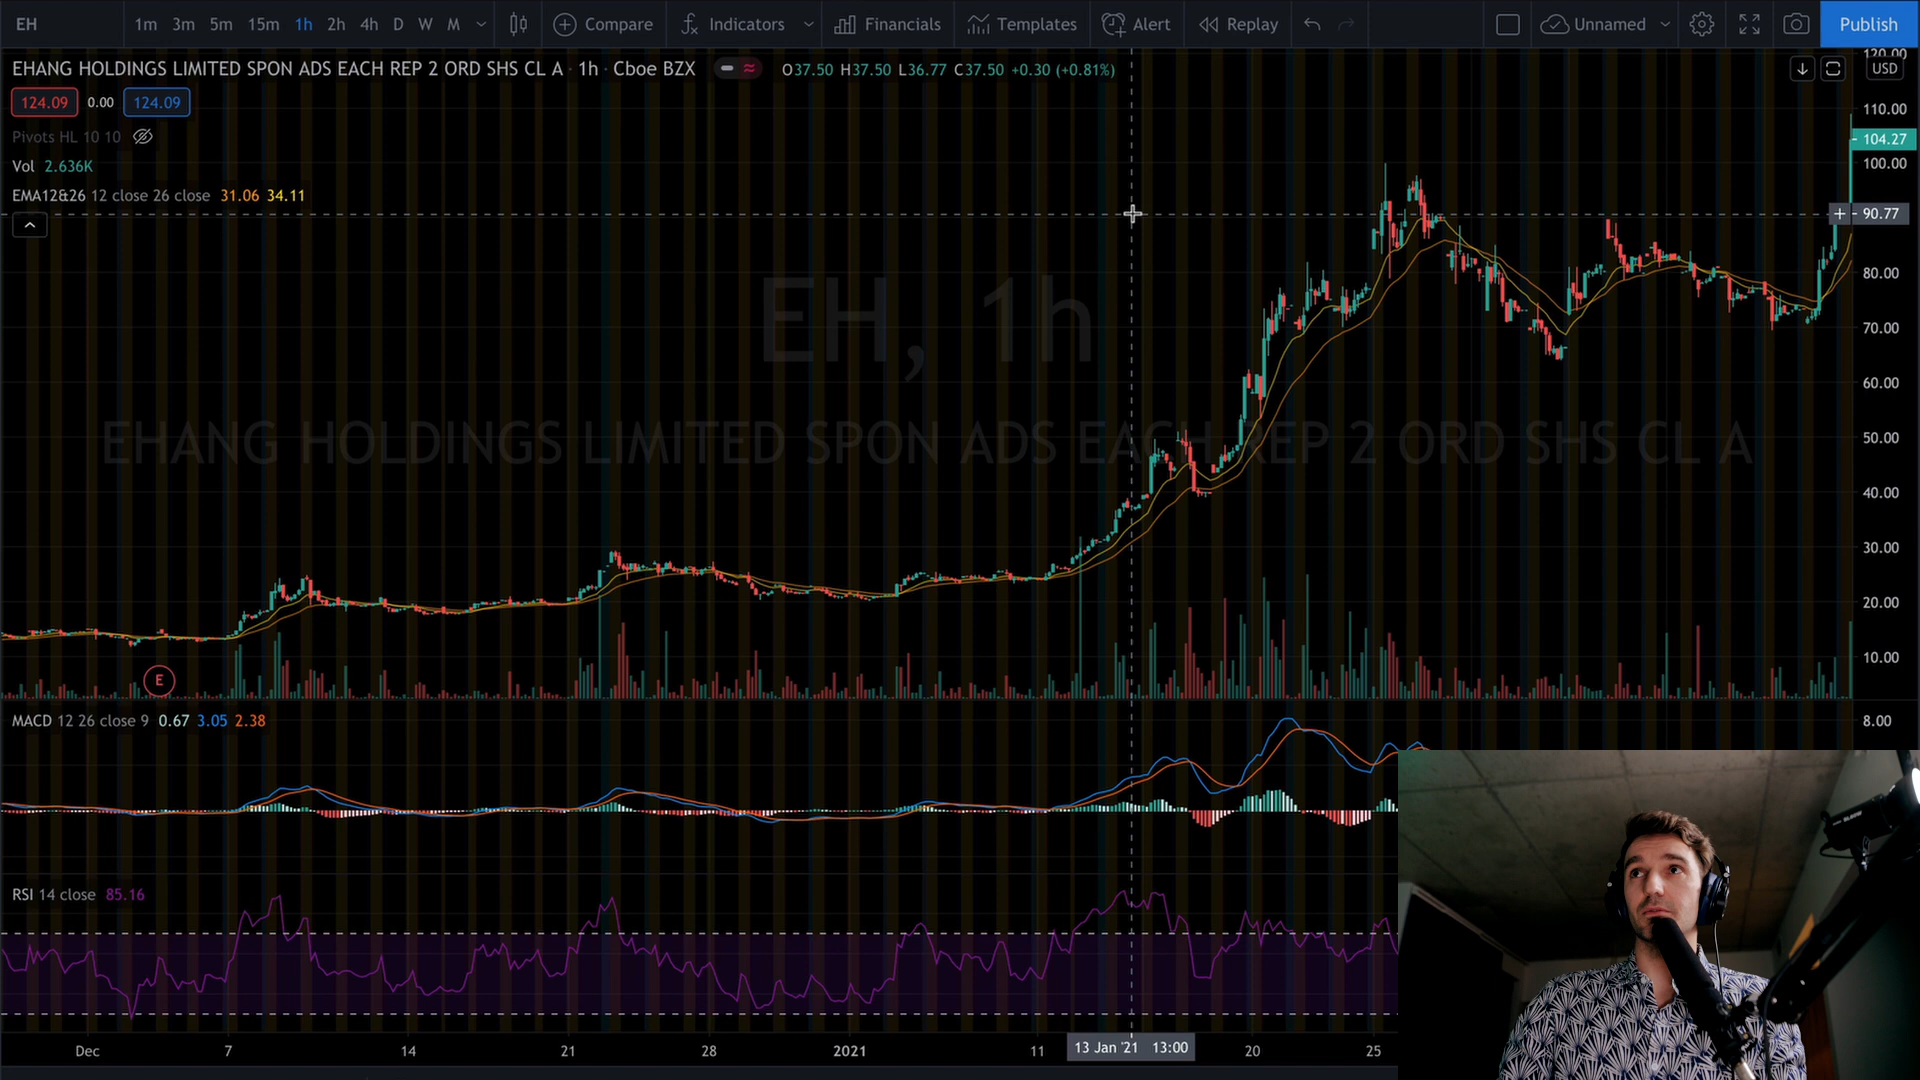 EH 1m 3m 5m 15m 1h 2h 4h D W M Compare Indicators Financials Templates Alert Replay Unnamed Publish
EHANG HOLDINGS LIMITED SPON ADS EACH REP 2 ORD SHS CL A · 1h · Cboe BZX O37.50 H37.50 L36.77 C37.50 +0.30 (+0.81%)
124.09 0.00 124.09
Pivots HL 10 10
Vol 2.636K
EMA12&26 12 close 26 close 31.06 34.11
EH, 1h
EHANG HOLDINGS LIMITED SPON ADS EACH REP 2 ORD SHS CL A
120.00
USD
110.00
104.27
100.00
90.77
80.00
70.00
60.00
50.00
40.00
30.00
20.00
10.00
E
MACD 12 26 close 9 0.67 3.05 2.38
8.00
RSI 14 close 85.16
Dec 7 14 21 28 2021 11 13 Jan '21 13:00 20 25